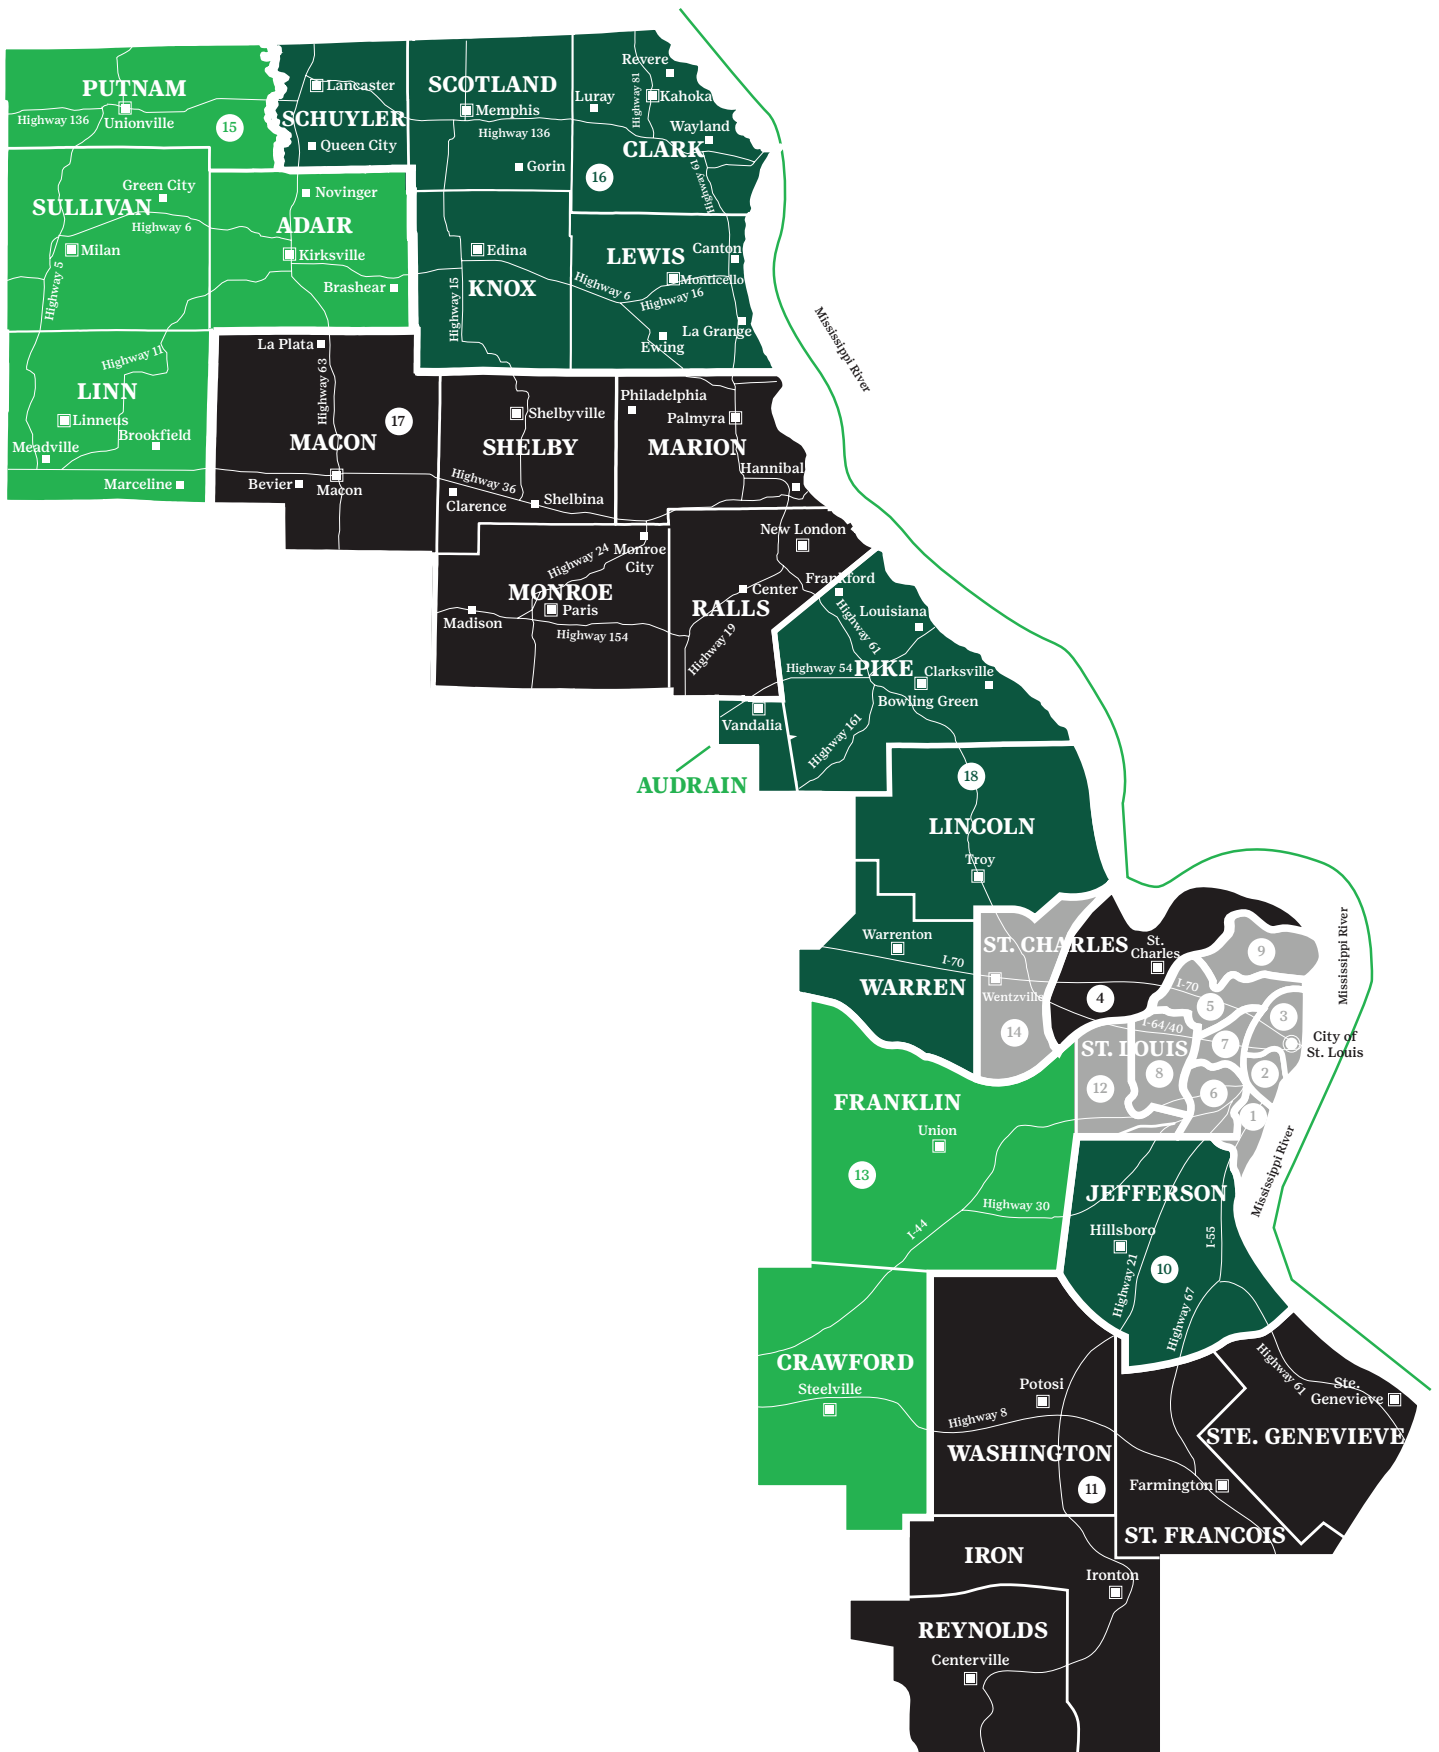 Revere
PUTNAM
Lancaster
SCOTLAND
Luray
Highway 81
Kahoka
Highway 136
Unionville
15
SCHUYLER
Memphis
Highway 136
Wayland
Queen City
CLARK
Gorin
16
Highway 61
Highway
Green City
SULLIVAN
Novinger
Highway 6
ADAIR
Milan
Kirksville
Edina
LEWIS
Canton
Highway 5
Brashear
KNOX
Highway 15
Highway 6
Monticello
Highway 16
La Grange
Ewing
Mississippi River
La Plata
Highway 11
Highway 63
LINN
Linneus
Brookfield
Meadville
Marceline
17
MACON
Bevier
Macon
Shelbyville
SHELBY
Highway 36
Clarence
Shelbina
Philadelphia
Palmyra
MARION
Hannibal
New London
Highway 24
Monroe
City
MONROE
Paris
Madison
Highway 154
Center
RALLS
Highway 19
Frankford
Louisiana
Highway 61
Highway 54
PIKE
Clarksville
Bowling Green
Vandalia
Highway 161
AUDRAIN
18
LINCOLN
Troy
Warrenton
I-70
WARREN
ST. CHARLES
St.
Charles
Wentzville
4
14
9
I-70
5
3
I-64/40
7
City of
St. Louis
ST. LOUIS
12
8
6
2
1
Mississippi River
Mississippi River
FRANKLIN
Union
13
Highway 30
I-44
JEFFERSON
Hillsboro
I-55
10
Highway 21
Highway 67
CRAWFORD
Steelville
Potosi
Highway 8
WASHINGTON
11
Highway 61
Ste.
Genevieve
STE. GENEVIEVE
Farmington
ST. FRANCOIS
IRON
Ironton
REYNOLDS
Centerville